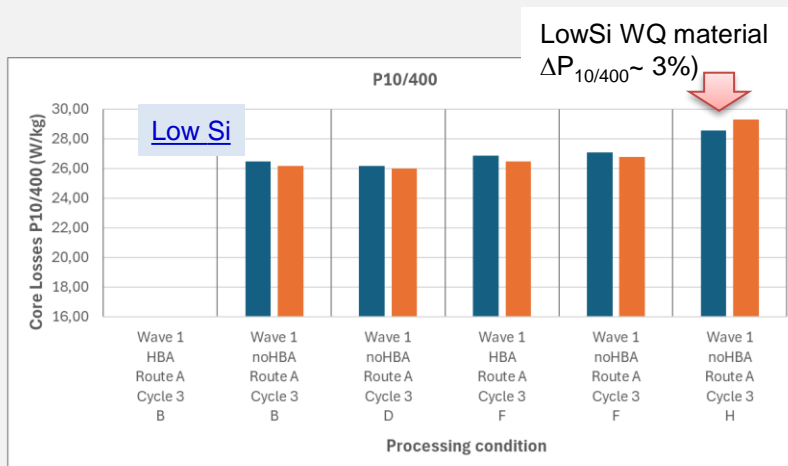 LowSi WQ material
ΔP10/400~ 3%)
P10/400
Low Si
Core Losses P10/400 (W/kg)
30,00
28,00
26,00
24,00
22,00
20,00
18,00
16,00
Wave 1 HBA Route A Cycle 3 B
Wave 1 noHBA Route A Cycle 3 B
Wave 1 noHBA Route A Cycle 3 D
Wave 1 HBA Route A Cycle 3 F
Wave 1 noHBA Route A Cycle 3 F
Wave 1 noHBA Route A Cycle 3 H
Processing condition